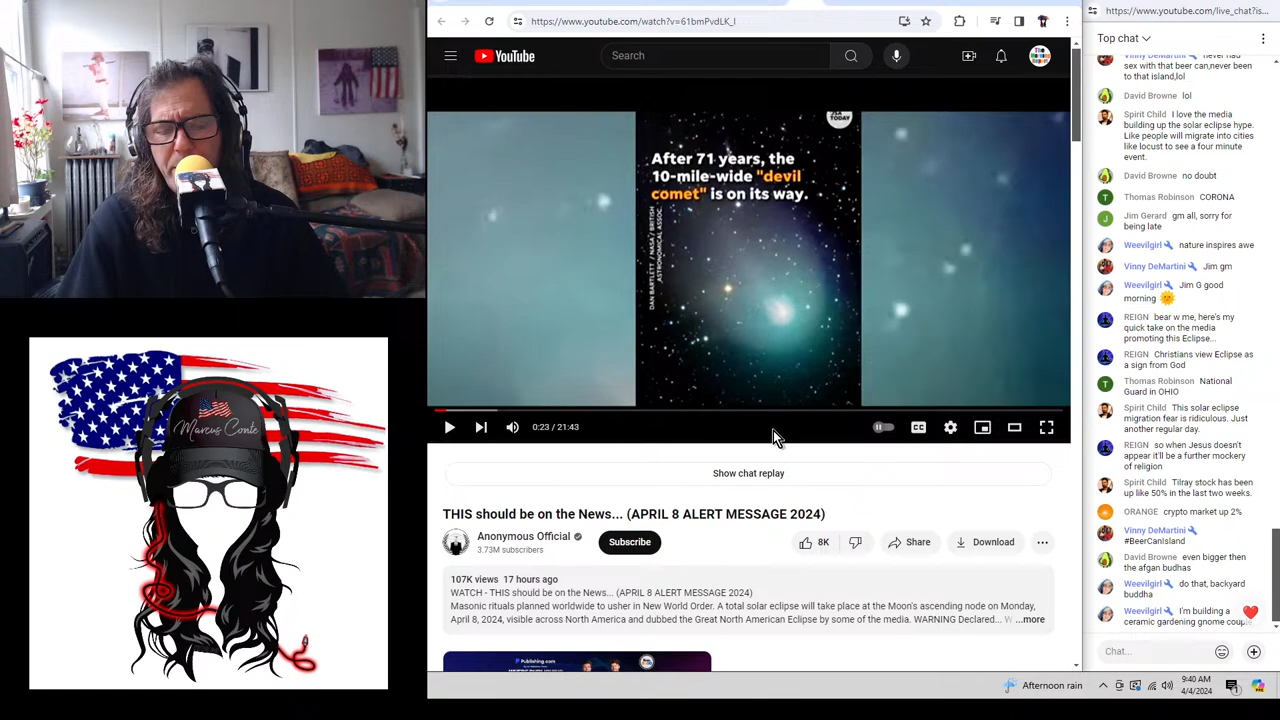 https://www.youtube.com/watch?v=61bmPvdLK_I
YouTube
Search
TODAY
After 71 years, the
10-mile-wide "devil
comet" is on its way.
DAN BARTLETT / NASA / BRITISH
ASTRONOMICAL ASSOC.
0:23 / 21:43
CC
Show chat replay
THIS should be on the News... (APRIL 8 ALERT MESSAGE 2024)
Anonymous Official
3.73M subscribers
Subscribe
8K
Share
Download
107K views 17 hours ago
WATCH - THIS should be on the News... (APRIL 8 ALERT MESSAGE 2024)
Masonic rituals planned worldwide to usher in New World Order. A total solar eclipse will take place at the Moon's ascending node on Monday,
April 8, 2024, visible across North America and dubbed the Great North American Eclipse by some of the media. WARNING Declared... W ...more
Publishing.com
Marcus Conte
https://www.youtube.com/live_chat?is...
Top chat
Vinny DeMartini never had
sex with that beer can,never been
to that island,lol
David Browne lol
Spirit Child I love the media
building up the solar eclipse hype.
Like people will migrate into cities
like locust to see a four minute
event.
David Browne no doubt
T
Thomas Robinson CORONA
J
Jim Gerard gm all, sorry for
being late
Weevilgirl nature inspires awe
Vinny DeMartini Jim gm
Weevilgirl Jim G good
morning
REIGN bear w me, here's my
quick take on the media
promoting this Eclipse...
REIGN Christians view Eclipse as
a sign from God
T
Thomas Robinson National
Guard in OHIO
Spirit Child This solar eclipse
migration fear is ridiculous. Just
another regular day.
REIGN so when Jesus doesn't
appear it'll be a further mockery
of religion
Spirit Child Tilray stock has been
up like 50% in the last two weeks.
ORANGE crypto market up 2%
Vinny DeMartini
#BeerCanIsland
David Browne even bigger then
the afgan budhas
Weevilgirl do that, backyard
buddha
Weevilgirl I'm building a
ceramic gardening gnome couple
Chat...
Afternoon rain
9:40 AM
4/4/2024